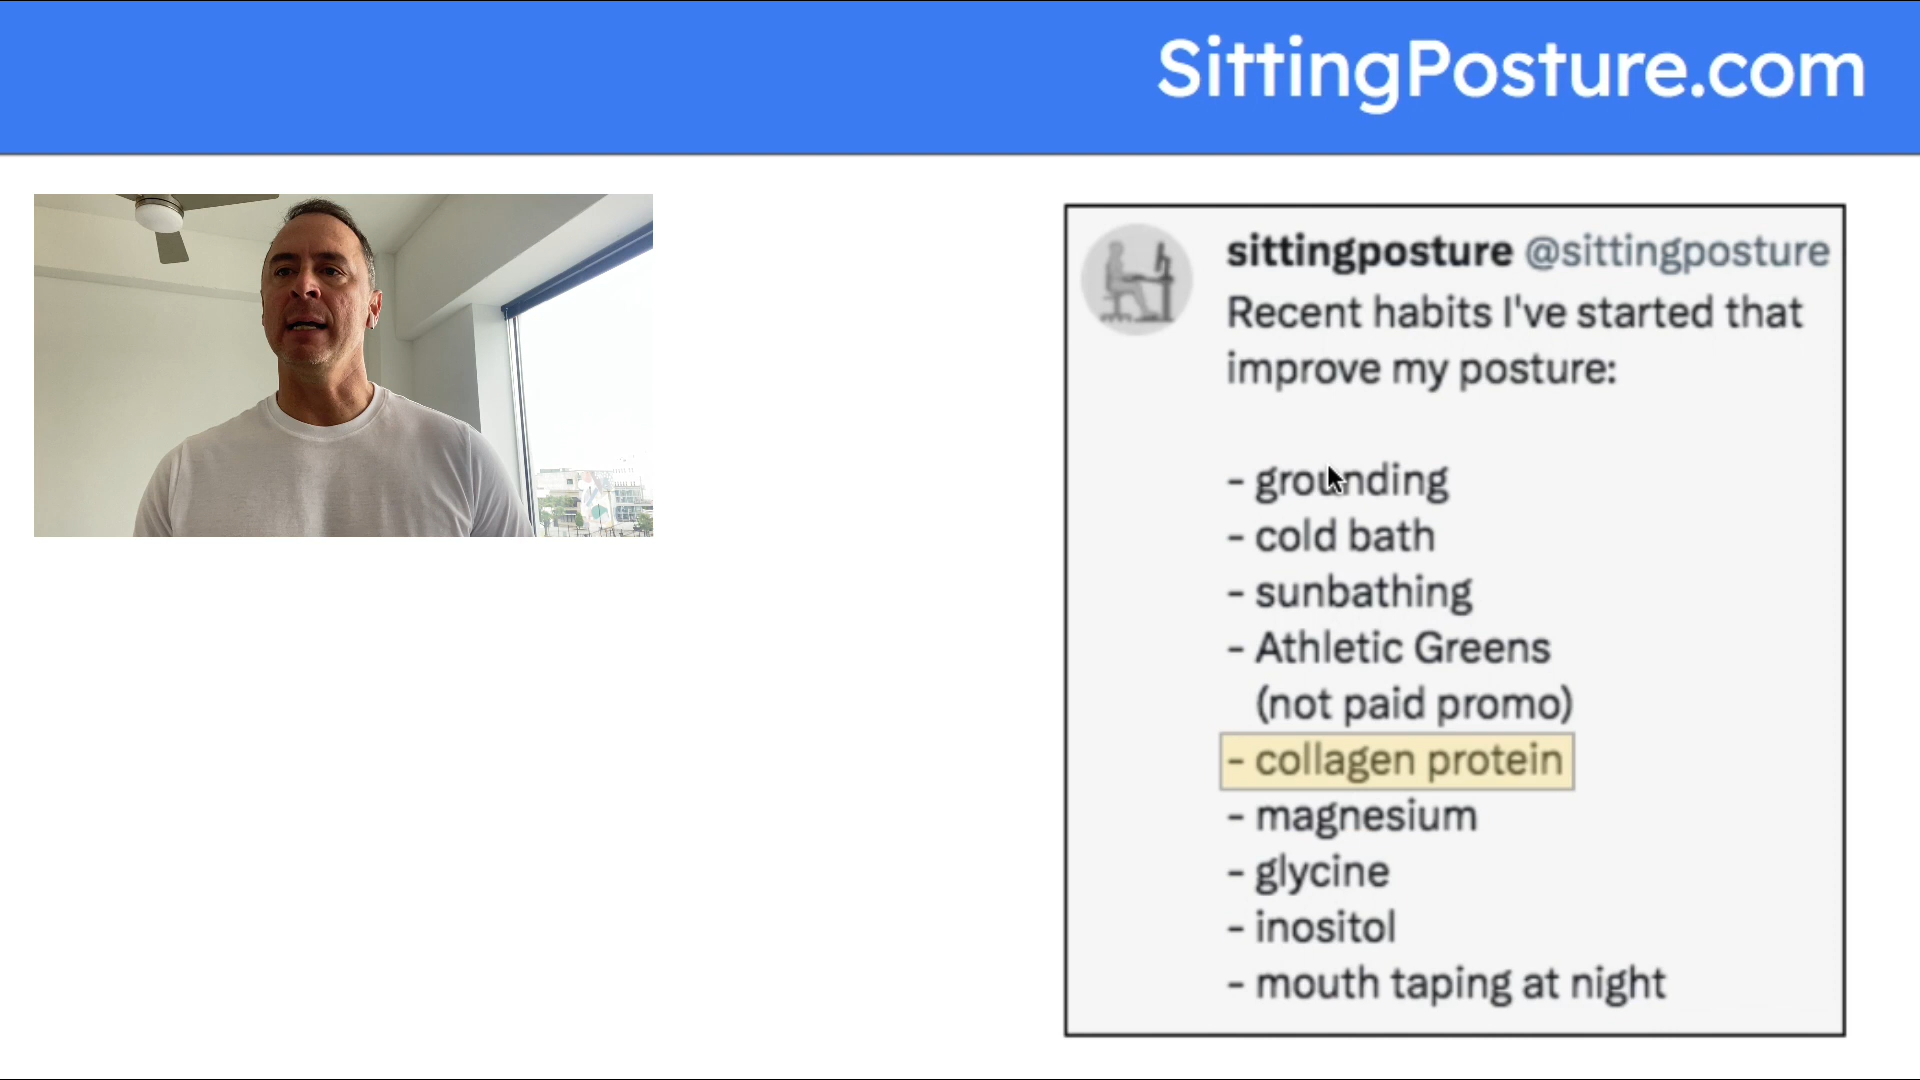 SittingPosture.com
sittingposture @sittingposture
Recent habits I've started that
improve my posture:
- grounding
- cold bath
- sunbathing
- Athletic Greens
(not paid promo)
- collagen protein
- magnesium
- glycine
- inositol
- mouth taping at night